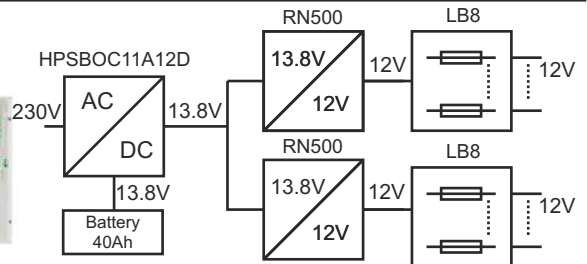 RN500
LB8
HPSBOC11A12D
13.8V
12V
12V
12V
230V
AC
13.8V
DC
RN500
LB8
13.8V
13.8V
12V
12V
12V
Battery
40Ah